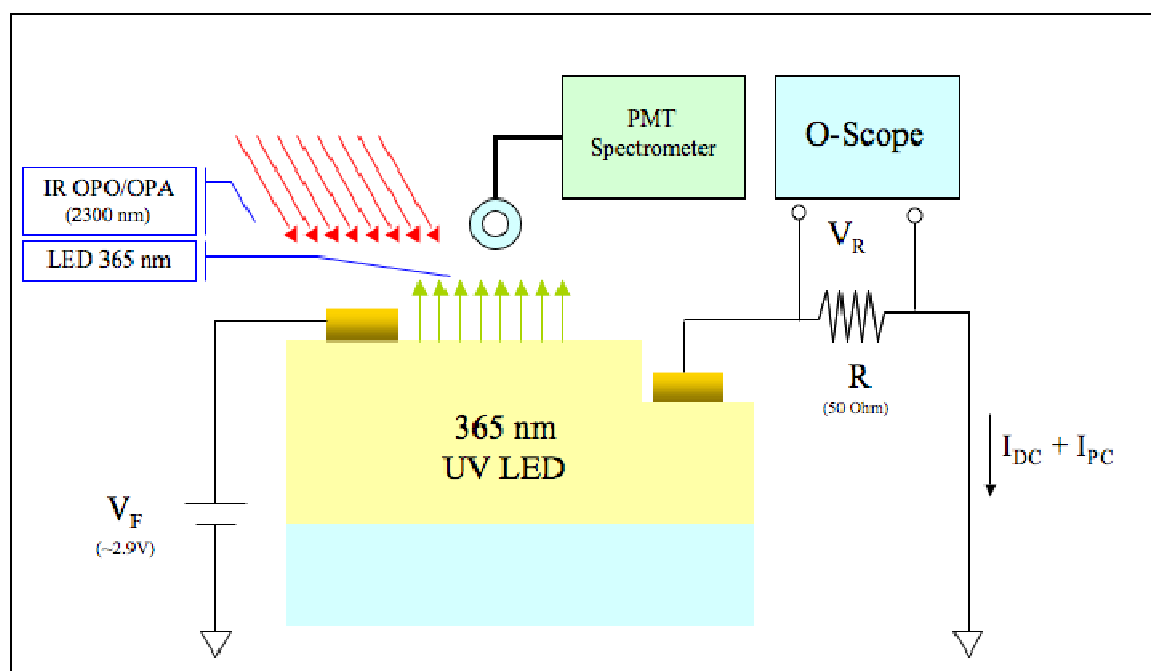 PMT
Spectrometer
O-Scope
IR OPO/OPA
(2300 nm)
LED 365 nm
V_R
R
(50 Ohm)
365 nm
UV LED
I_DC + I_PC
V_F
(~2.9V)